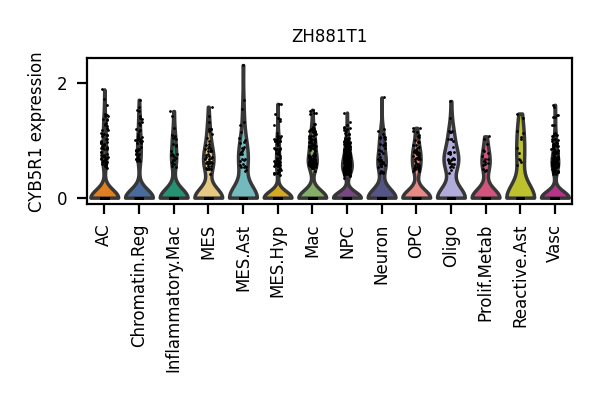 ZH881T1
CYB5R1 expression
2
0
AC
Chromatin.Reg
Inflammatory.Mac
MES
MES.Ast
MES.Hyp
Mac
NPC
Neuron
OPC
Oligo
Prolif.Metab
Reactive.Ast
Vasc